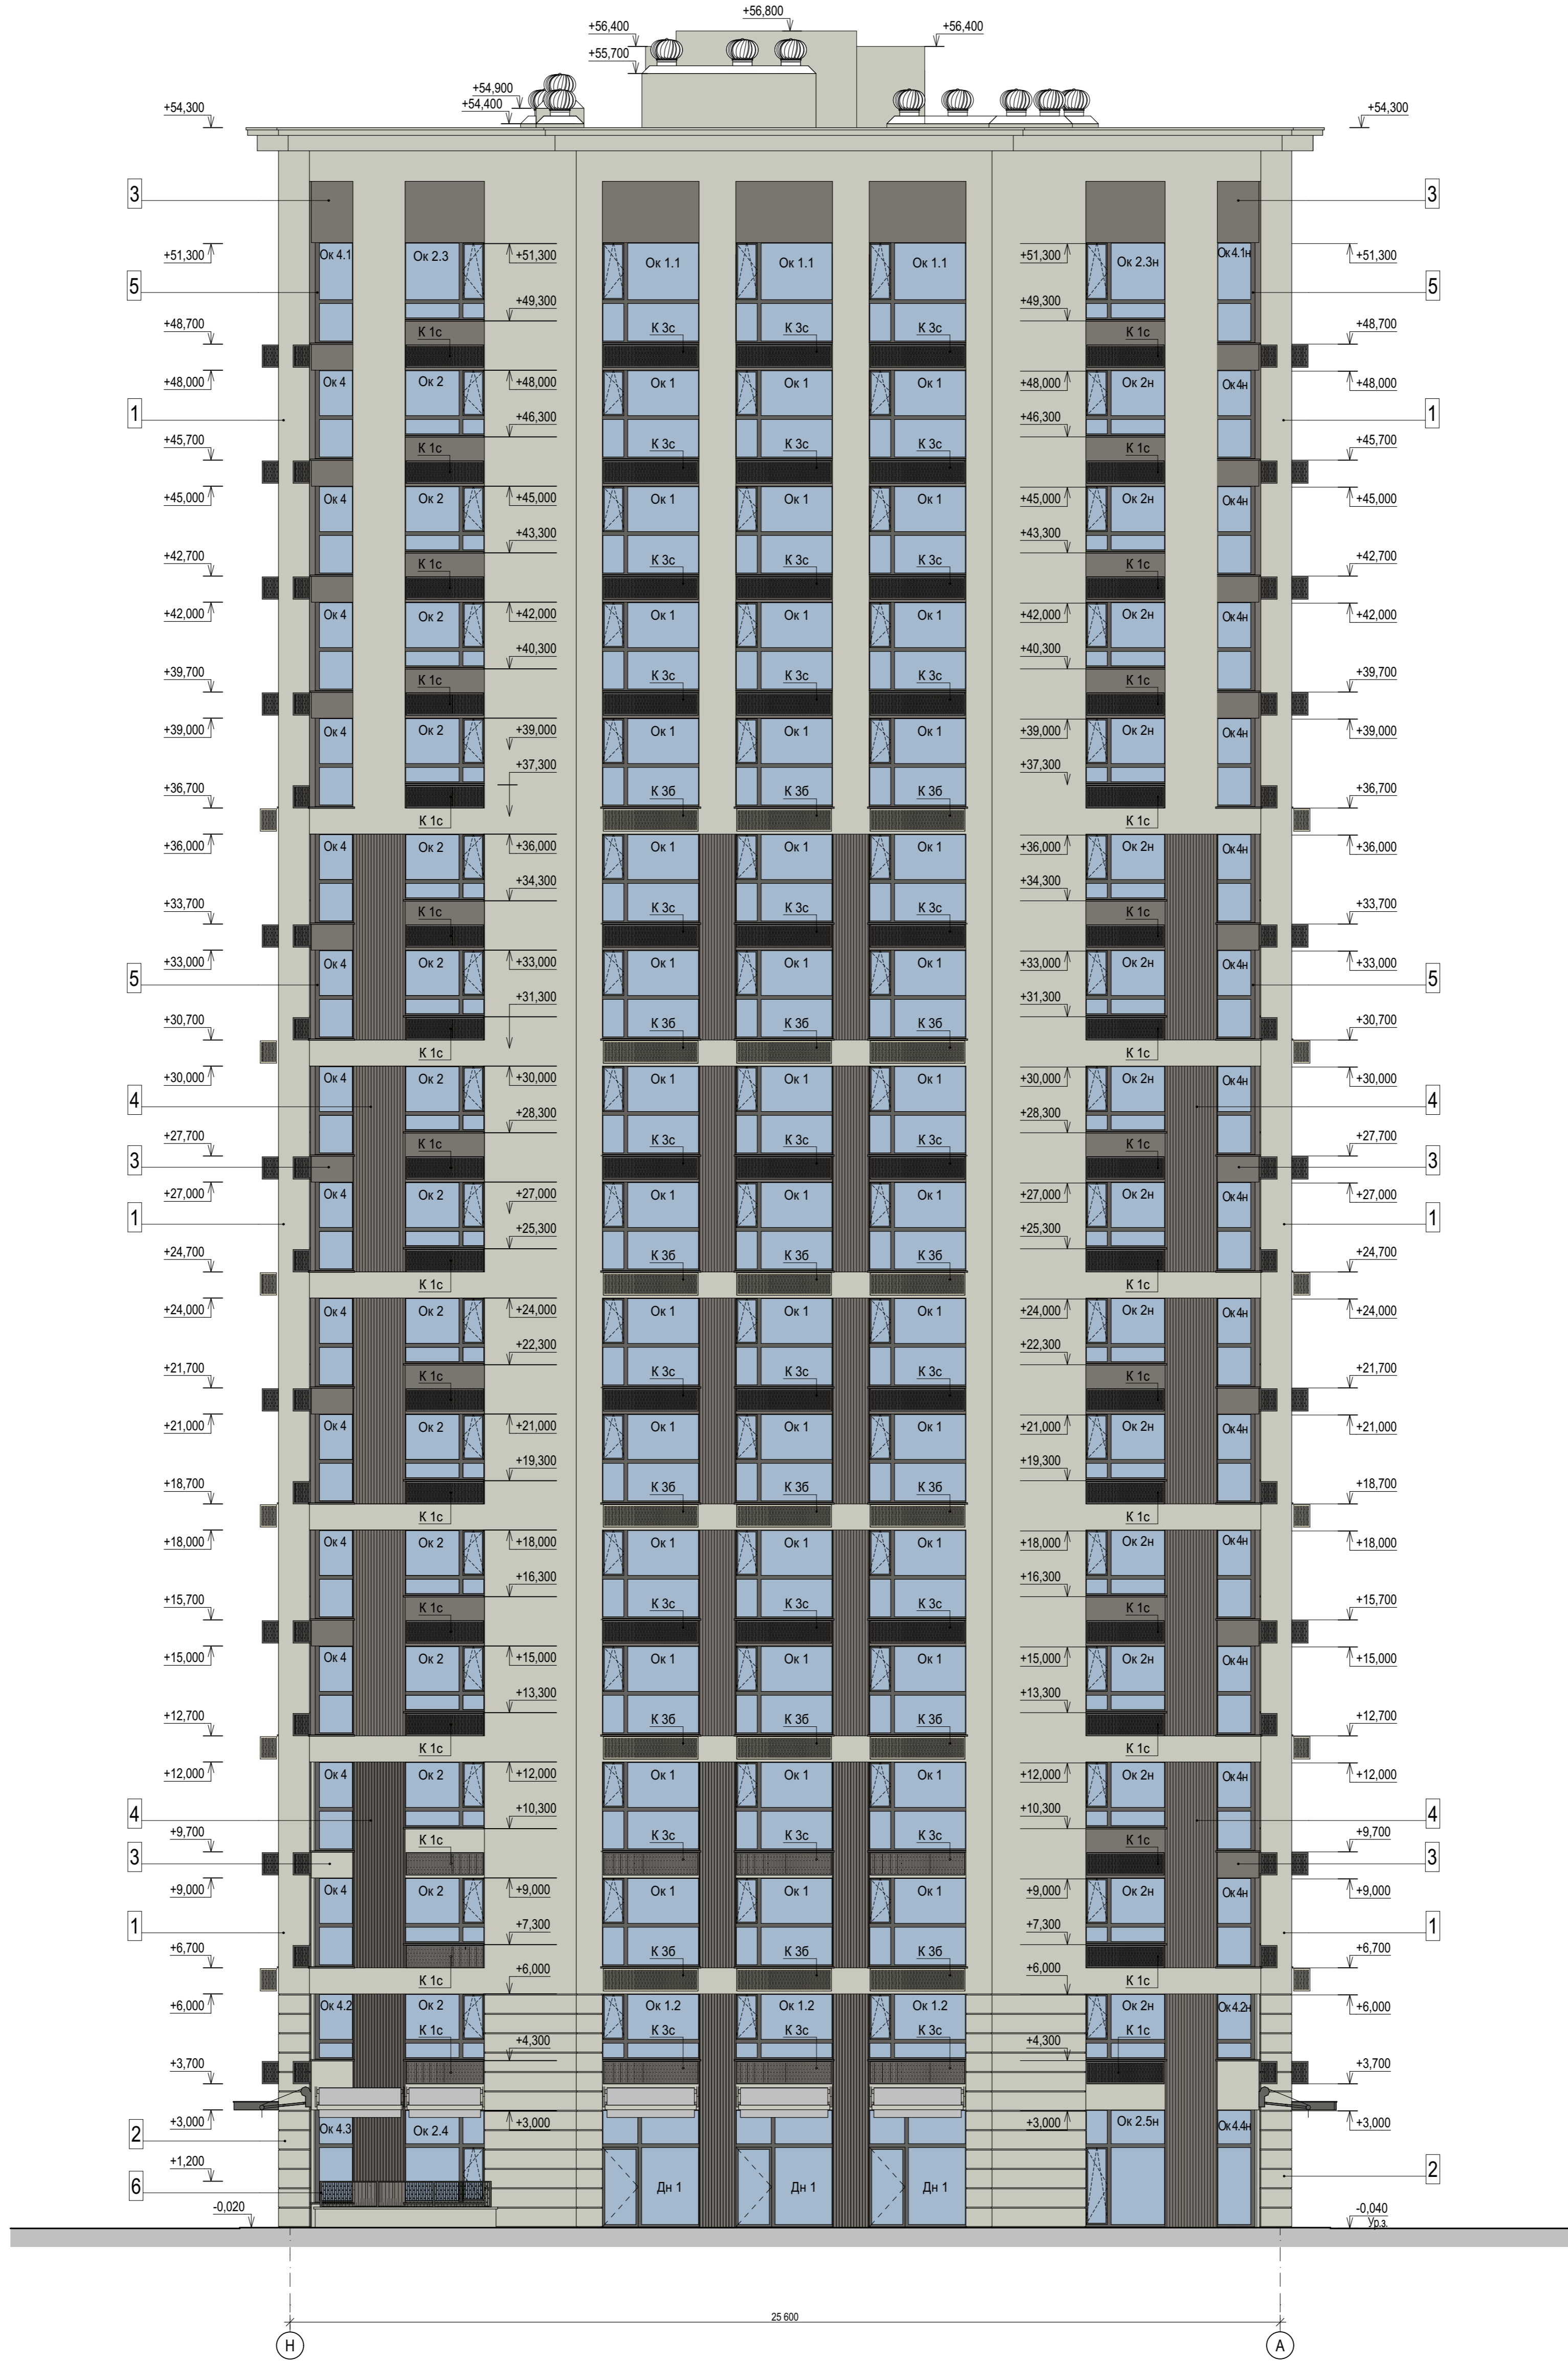 +56,800
+56,400 +56,400
+55,700
+54,900
+54,400
+54,300 +54,300
3 3
+51,300 Ок 4.1 Ок 2.3 +51,300 Ок 1.1 Ок 1.1 Ок 1.1 +51,300 Ок 2.3н Ок 4.1н +51,300
5 5
+49,300 +49,300
+48,700 К 1с К 3с К 3с К 3с К 1с +48,700
+48,000 Ок 4 Ок 2 +48,000 Ок 1 Ок 1 Ок 1 +48,000 Ок 2н Ок 4н +48,000
1 1
+46,300 +46,300
+45,700 К 1с К 3с К 3с К 3с К 1с +45,700
+45,000 Ок 4 Ок 2 +45,000 Ок 1 Ок 1 Ок 1 +45,000 Ок 2н Ок 4н +45,000
+43,300 +43,300
+42,700 К 1с К 3с К 3с К 3с К 1с +42,700
+42,000 Ок 4 Ок 2 +42,000 Ок 1 Ок 1 Ок 1 +42,000 Ок 2н Ок 4н +42,000
+40,300 +40,300
+39,700 К 1с К 3с К 3с К 3с К 1с +39,700
+39,000 Ок 4 Ок 2 +39,000 Ок 1 Ок 1 Ок 1 +39,000 Ок 2н Ок 4н +39,000
+37,300 +37,300
+36,700 К 3б К 3б К 3б +36,700
К 1с К 1с
+36,000 Ок 4 Ок 2 +36,000 Ок 1 Ок 1 Ок 1 +36,000 Ок 2н Ок 4н +36,000
+34,300 +34,300
+33,700 К 1с К 3с К 3с К 3с К 1с +33,700
+33,000 Ок 4 Ок 2 +33,000 Ок 1 Ок 1 Ок 1 +33,000 Ок 2н Ок 4н +33,000
5 5
+31,300 +31,300
+30,700 К 3б К 3б К 3б +30,700
К 1с К 1с
+30,000 Ок 4 Ок 2 +30,000 Ок 1 Ок 1 Ок 1 +30,000 Ок 2н Ок 4н +30,000
4 4
+28,300 +28,300
+27,700 К 1с К 3с К 3с К 3с К 1с +27,700
3 3
+27,000 Ок 4 Ок 2 +27,000 Ок 1 Ок 1 Ок 1 +27,000 Ок 2н Ок 4н +27,000
1 1
+25,300 +25,300
+24,700 К 3б К 3б К 3б +24,700
К 1с К 1с
+24,000 Ок 4 Ок 2 +24,000 Ок 1 Ок 1 Ок 1 +24,000 Ок 2н Ок 4н +24,000
+22,300 +22,300
+21,700 К 1с К 3с К 3с К 3с К 1с +21,700
+21,000 Ок 4 Ок 2 +21,000 Ок 1 Ок 1 Ок 1 +21,000 Ок 2н Ок 4н +21,000
+19,300 +19,300
+18,700 К 3б К 3б К 3б +18,700
К 1с К 1с
+18,000 Ок 4 Ок 2 +18,000 Ок 1 Ок 1 Ок 1 +18,000 Ок 2н Ок 4н +18,000
+16,300 +16,300
+15,700 К 1с К 3с К 3с К 3с К 1с +15,700
+15,000 Ок 4 Ок 2 +15,000 Ок 1 Ок 1 Ок 1 +15,000 Ок 2н Ок 4н +15,000
+13,300 +13,300
+12,700 К 3б К 3б К 3б +12,700
К 1с К 1с
+12,000 Ок 4 Ок 2 +12,000 Ок 1 Ок 1 Ок 1 +12,000 Ок 2н Ок 4н +12,000
4 +10,300 +10,300 4
+9,700 К 1с К 3с К 3с К 3с К 1с +9,700
3 3
+9,000 Ок 4 Ок 2 +9,000 Ок 1 Ок 1 Ок 1 +9,000 Ок 2н Ок 4н +9,000
1 +7,300 +7,300 1
+6,700 К 3б К 3б К 3б +6,700
К 1с +6,000 +6,000 К 1с
+6,000 Ок 4.2 Ок 2 Ок 1.2 Ок 1.2 Ок 1.2 Ок 2н Ок 4.2н +6,000
К 1с +4,300 К 3с К 3с К 3с +4,300 К 1с
+3,700 +3,700
+3,000 Ок 4.3 Ок 2.4 +3,000 +3,000 Ок 2.5н Ок 4.4н +3,000
2
+1,200 2
6 Дн 1 Дн 1 Дн 1
-0,020 -0,040
Ур.з.
25 600
Н А